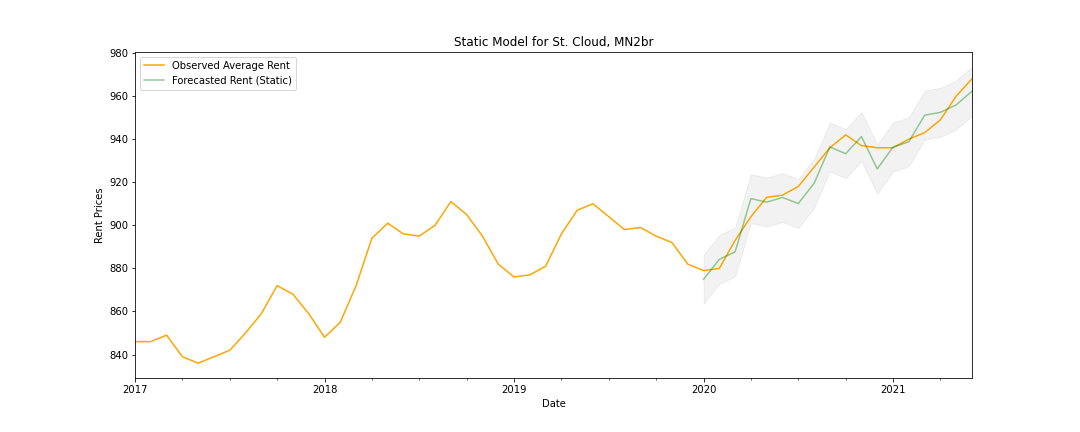 Static Model for St. Cloud, MN2br
Observed Average Rent
Forecasted Rent (Static)
Rent Prices
980
960
940
920
900
880
860
840
2017
2018
2019
2020
2021
Date